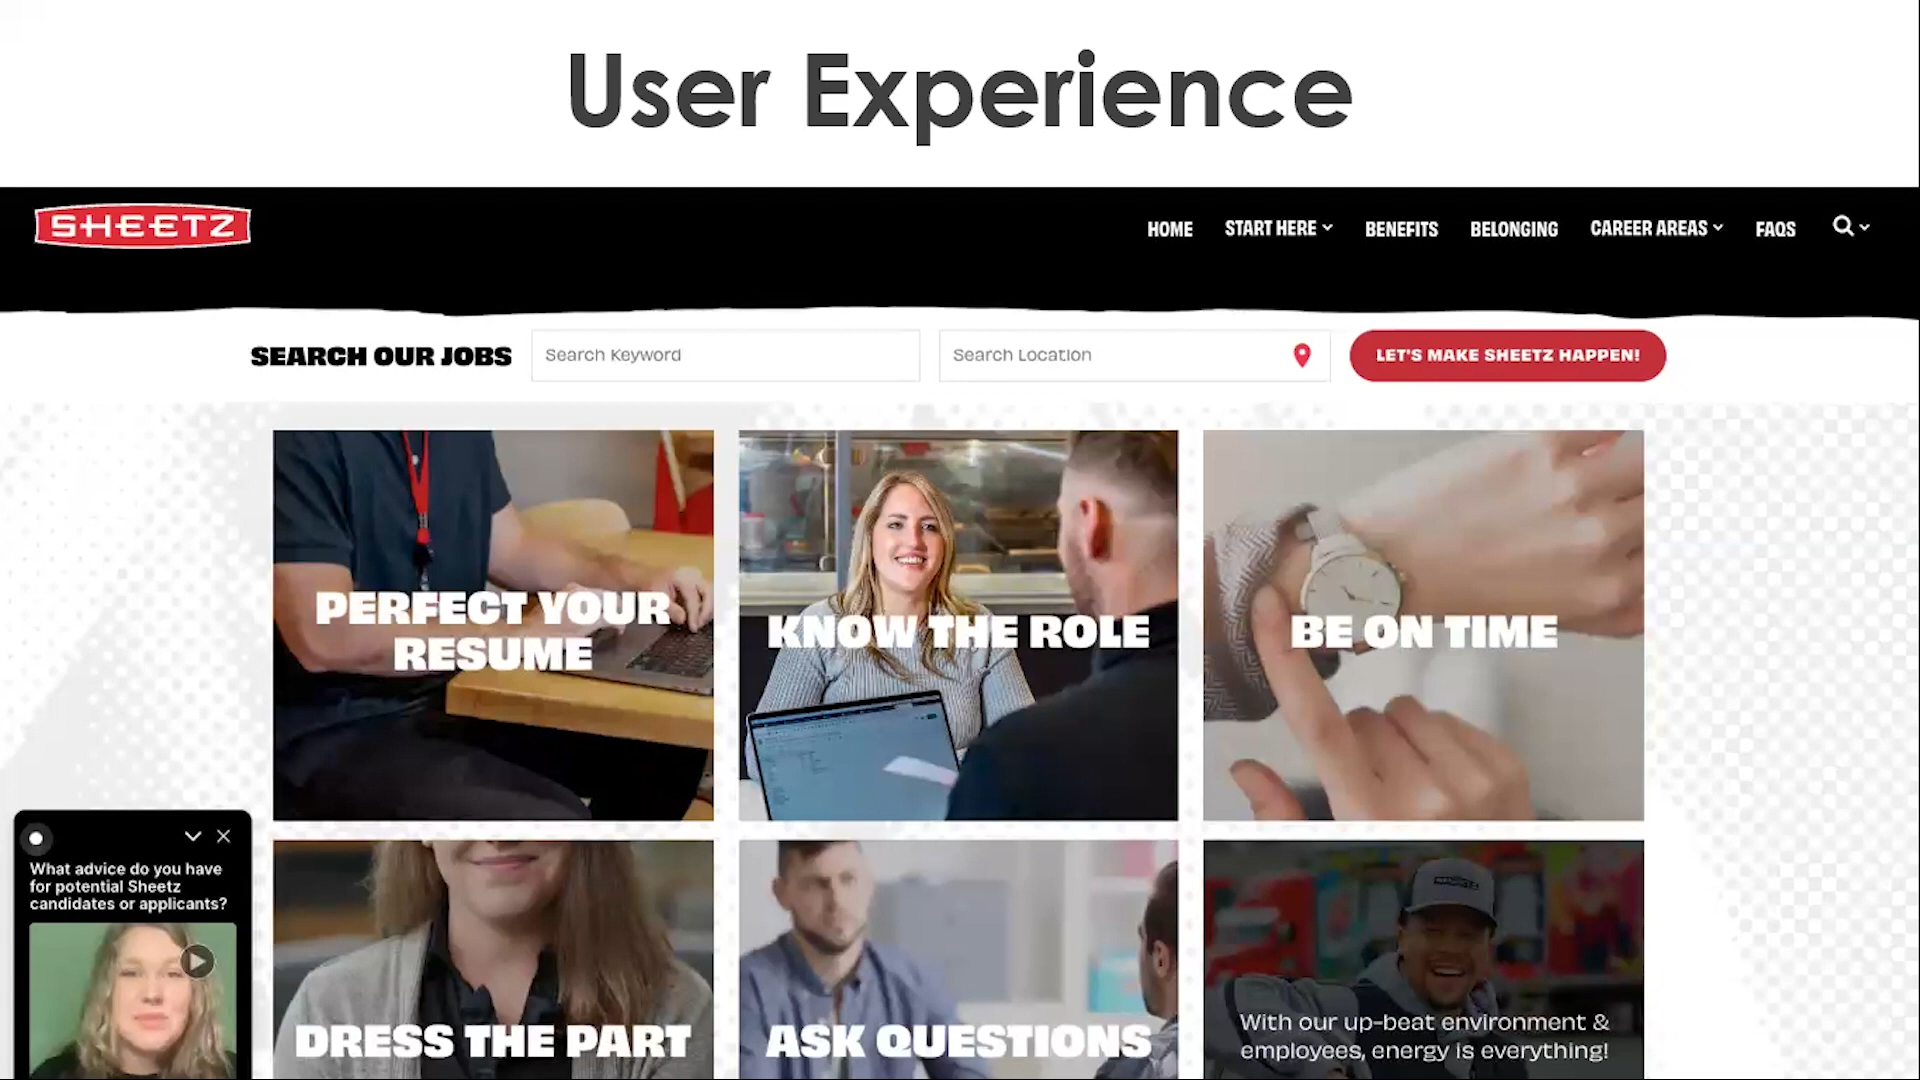 User Experience
SHEETZ
HOME
START HERE
BENEFITS
BELONGING
CAREER AREAS
FAQS
SEARCH OUR JOBS
Search Keyword
Search Location
LET'S MAKE SHEETZ HAPPEN!
PERFECT YOUR
RESUME
KNOW THE ROLE
BE ON TIME
What advice do you have
for potential Sheetz
candidates or applicants?
DRESS THE PART
ASK QUESTIONS
With our up-beat environment &
employees, energy is everything!